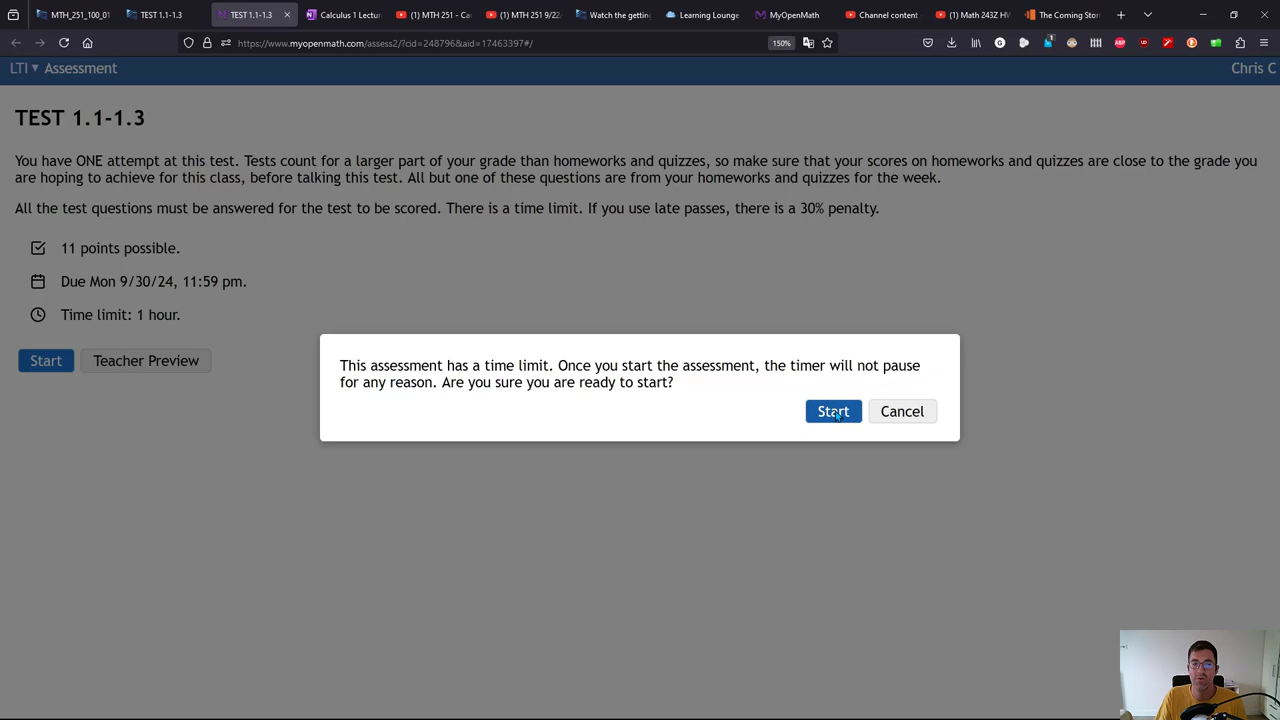 MTH_251_100_01
TEST 1.1-1.3
TEST 1.1-1.3
Calculus 1 Lectu
(1) MTH 251 - Ca
(1) MTH 251 9/22
Watch the getting
Learning Lounge
MyOpenMath
Channel content
(1) Math 243Z HW
The Coming Stor
https://www.myopenmath.com/assess2/?cid=248796&aid=17463397#/
150%
LTI Assessment
Chris C
TEST 1.1-1.3
You have ONE attempt at this test. Tests count for a larger part of your grade than homeworks and quizzes, so make sure that your scores on homeworks and quizzes are close to the grade you
are hoping to achieve for this class, before talking this test. All but one of these questions are from your homeworks and quizzes for the week.
All the test questions must be answered for the test to be scored. There is a time limit. If you use late passes, there is a 30% penalty.
11 points possible.
Due Mon 9/30/24, 11:59 pm.
Time limit: 1 hour.
Start
Teacher Preview
This assessment has a time limit. Once you start the assessment, the timer will not pause
for any reason. Are you sure you are ready to start?
Start
Cancel